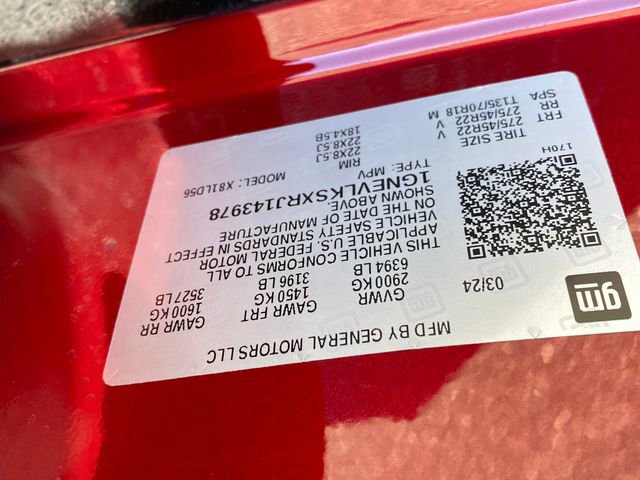 gm
MFD BY GENERAL MOTORS LLC
03/24
GVWR GAWR FRT GAWR RR
2900 KG 1450 KG 1600 KG
6394 LB 3196 LB 3527 LB
THIS VEHICLE CONFORMS TO ALL
APPLICABLE U.S. FEDERAL MOTOR
VEHICLE SAFETY STANDARDS IN EFFECT
ON THE DATE OF MANUFACTURE
SHOWN ABOVE.
1GNEVLKSXRJ143978
TYPE: MPV MODEL: X81LD56
170H
TIRE SIZE RIM
FRT 275/45R22 V 22X8.5J
RR 275/45R22 V 22X8.5J
SPA T135/70R18 M 18X4.5B